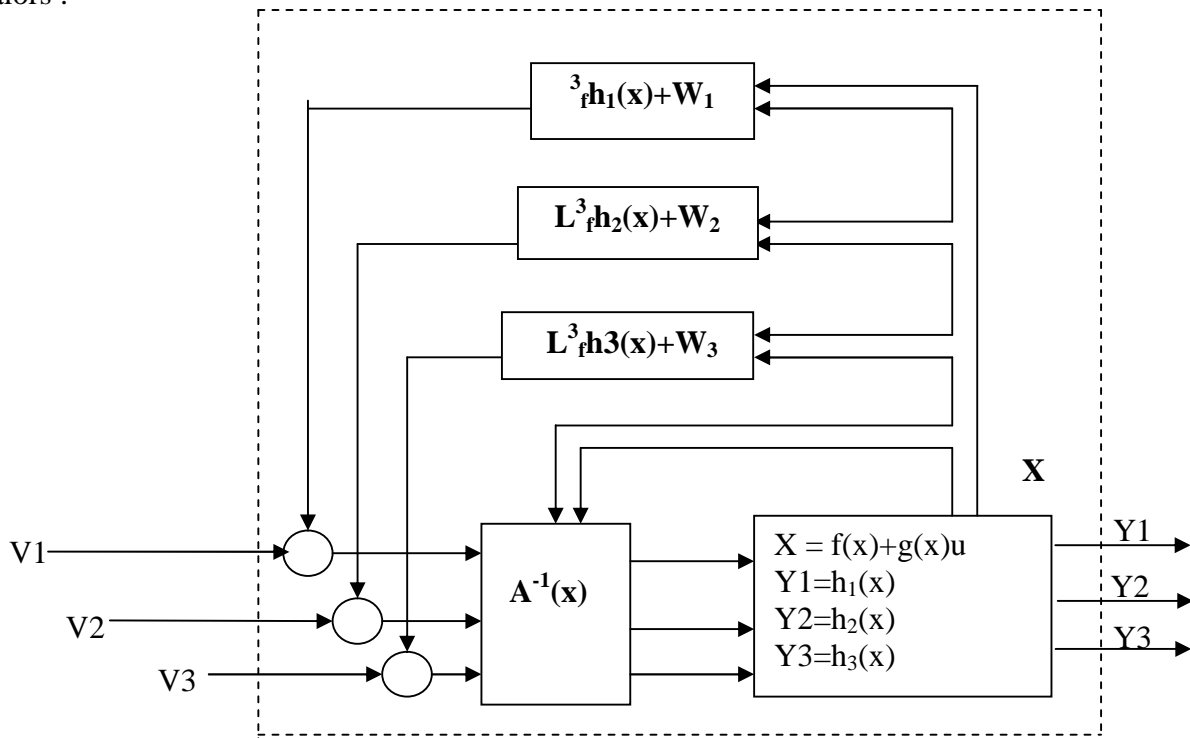 ³fh₁(x)+W₁
L³fh₂(x)+W₂
L³fh3(x)+W₃
X
V1
V2
V3
A⁻¹(x)
X = f(x)+g(x)u
Y1=h₁(x)
Y2=h₂(x)
Y3=h₃(x)
Y1
Y2
Y3